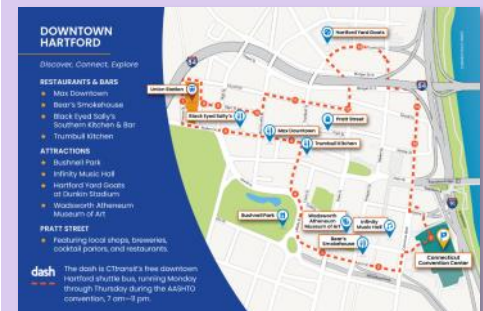 DOWNTOWN
HARTFORD
Discover, Connect, Explore
RESTAURANTS & BARS
Max Downtown
Bear's Smokehouse
Black Eyed Sally's
Southern Kitchen & Bar
Trumbull Kitchen
ATTRACTIONS
Bushnell Park
Infinity Music Hall
Hartford Yard Goats
at Dunkin Stadium
Wadsworth Atheneum
Museum of Art
PRATT STREET
Featuring local shops, breweries,
cocktail parlors, and restaurants.
dash
The dash is CTtransit's free downtown
Hartford shuttle bus, running Monday
through Thursday during the AASHTO
convention, 7 am–11 pm.
Hartford Yard Goats
84
84
Union Station
Black Eyed Sally's
Pratt Street
Max Downtown
Trumbull Kitchen
Bushnell Park
Wadsworth
Atheneum
Museum of Art
Infinity
Music Hall
Bear's
Smokehouse
Connecticut
Convention Center